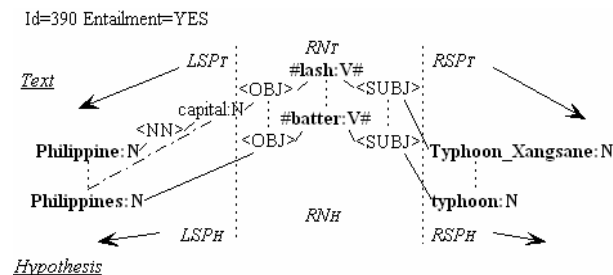 Id=390 Entailment=YES
LSPT RNT RSPT
Text #lash:V#
<OBJ> <SUBJ>
capital:N
<NN> #batter:V#
<OBJ> <SUBJ>
Philippine:N Typhoon_Xangsane:N
Philippines:N typhoon:N
RNH
LSPH RSPH
Hypothesis